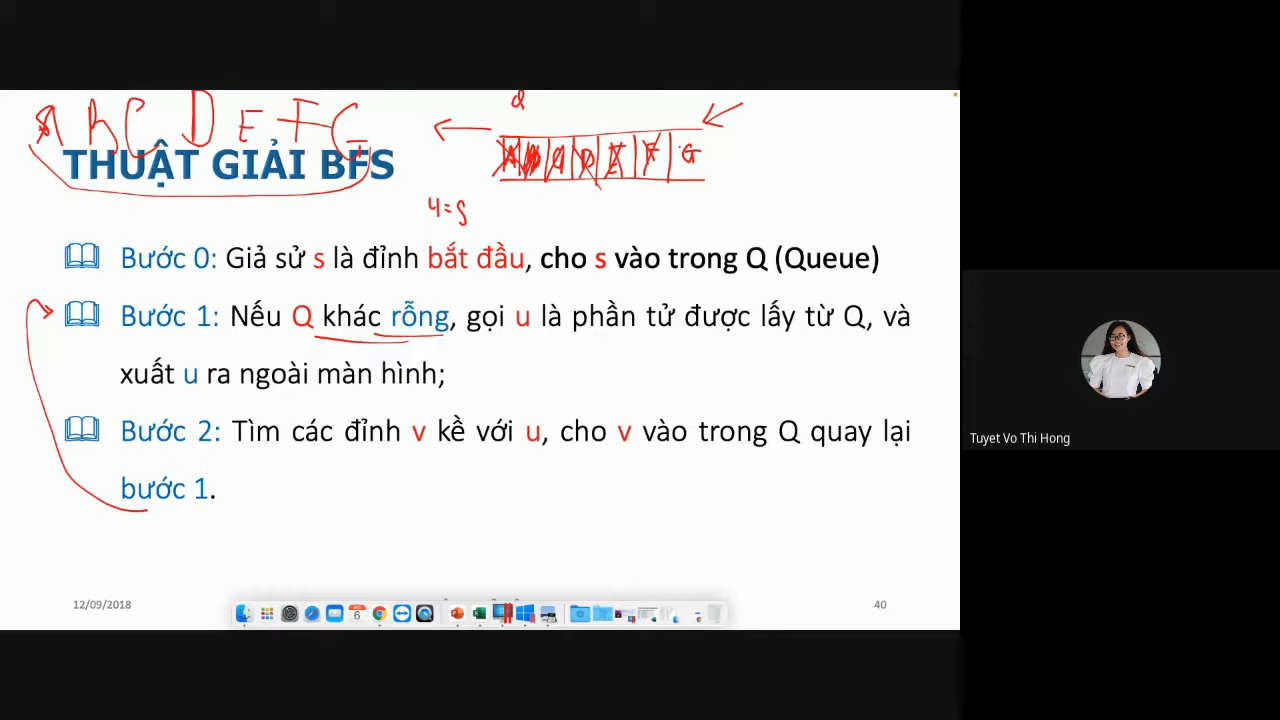 A B C D E F G
Q
THUẬT GIẢI BFS
A B C D E F G
Bước 0: Giả sử s là đỉnh bắt đầu, cho s vào trong Q (Queue)
Bước 1: Nếu Q khác rỗng, gọi u là phần tử được lấy từ Q, và
xuất u ra ngoài màn hình;
Bước 2: Tìm các đỉnh v kề với u, cho v vào trong Q quay lại
bước 1.
Tuyet Vo Thi Hong
12/09/2018
40
6